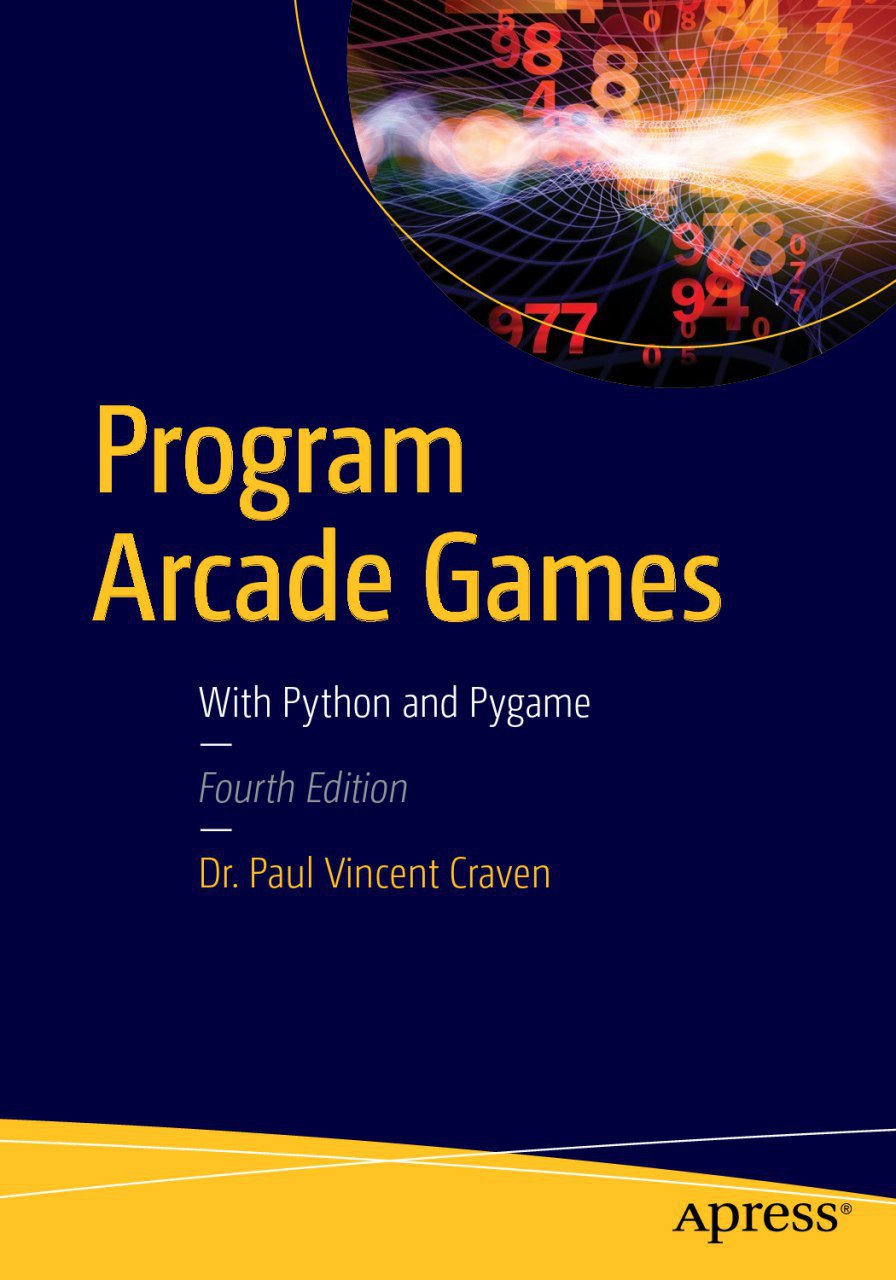 Program
Arcade Games
With Python and Pygame
—
Fourth Edition
—
Dr. Paul Vincent Craven
Apress®